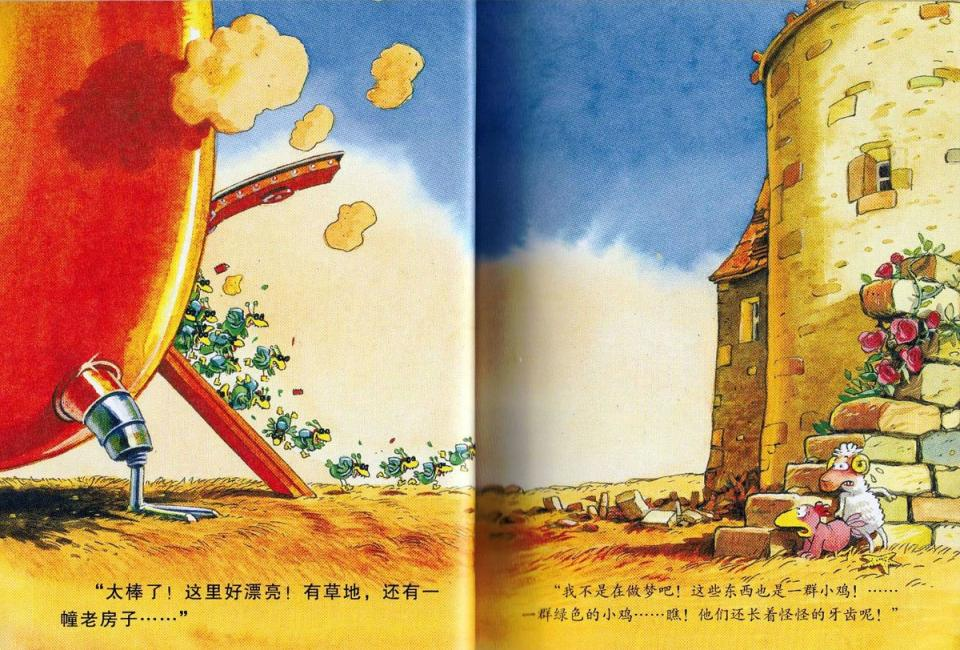 “太棒了！这里好漂亮！有草地，还有一
幢老房子……”
“我不是在做梦吧！这些东西也是一群小鸡！……
一群绿色的小鸡……瞧！他们还长着怪怪的牙齿呢！”